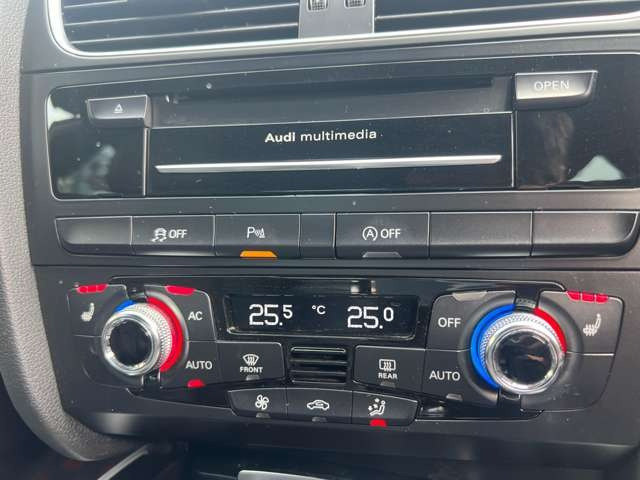 OPEN
Audi multimedia
OFF P OFF
AC 25.5 °C 25.0 OFF
AUTO FRONT REAR AUTO